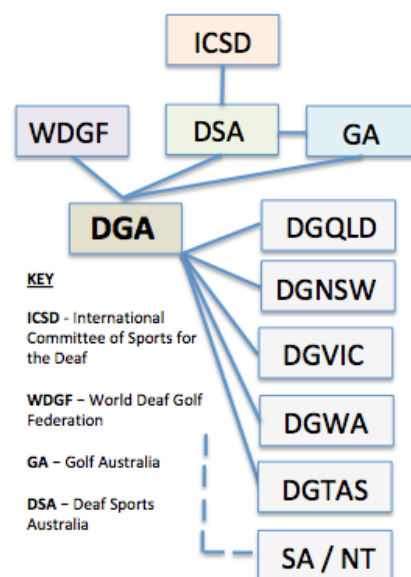 ICSD
WDGF
DSA
GA
DGA
DGQLD
DGNSW
DGVIC
DGWA
DGTAS
SA / NT
KEY
ICSD - International
Committee of Sports for
the Deaf
WDGF – World Deaf Golf
Federation
GA – Golf Australia
DSA – Deaf Sports
Australia